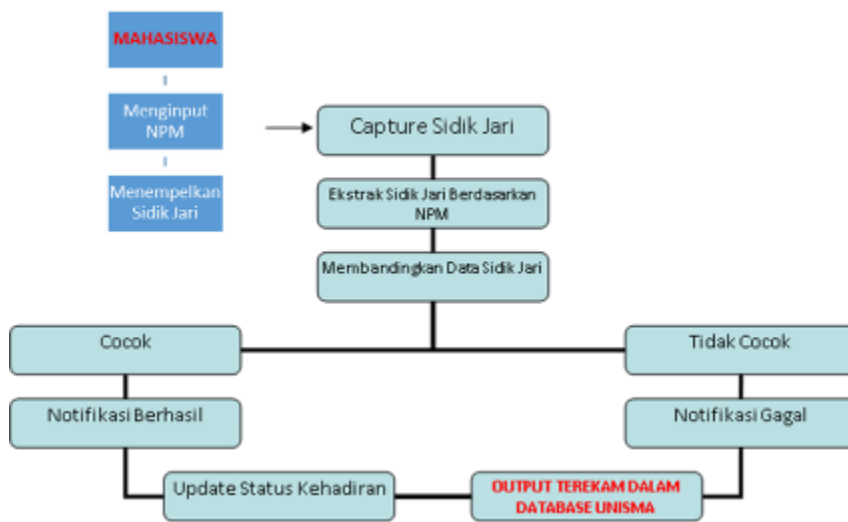 MAHASISWA
Menginput
NPM
Menempelkan
Sidik Jari
Capture Sidik Jari
Ekstrak Sidik Jari Berdasarkan
NPM
Membandingkan Data Sidik Jari
Cocok
Tidak Cocok
Notifikasi Berhasil
Notifikasi Gagal
Update Status Kehadiran
OUTPUT TEREKAM DALAM
DATABASE UNISMA